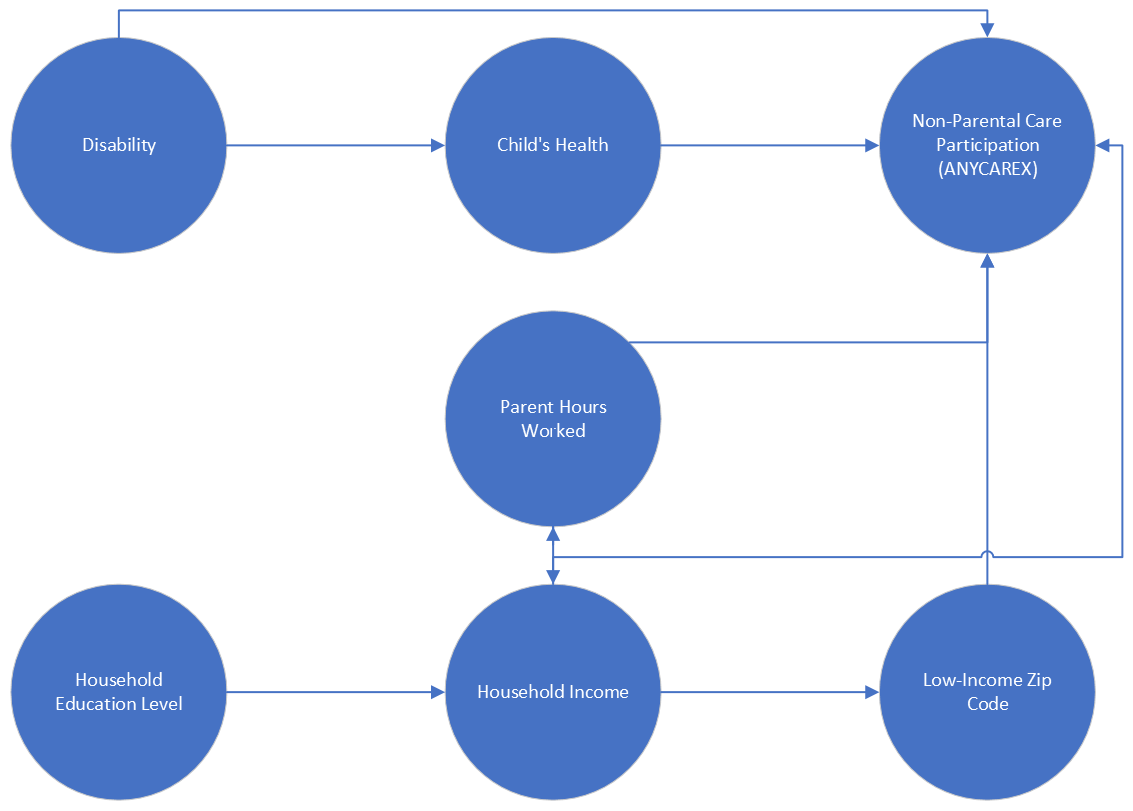 Disability
Child's Health
Non-Parental Care
Participation
(ANYCAREX)
Parent Hours
Worked
Household
Education Level
Household Income
Low-Income Zip
Code